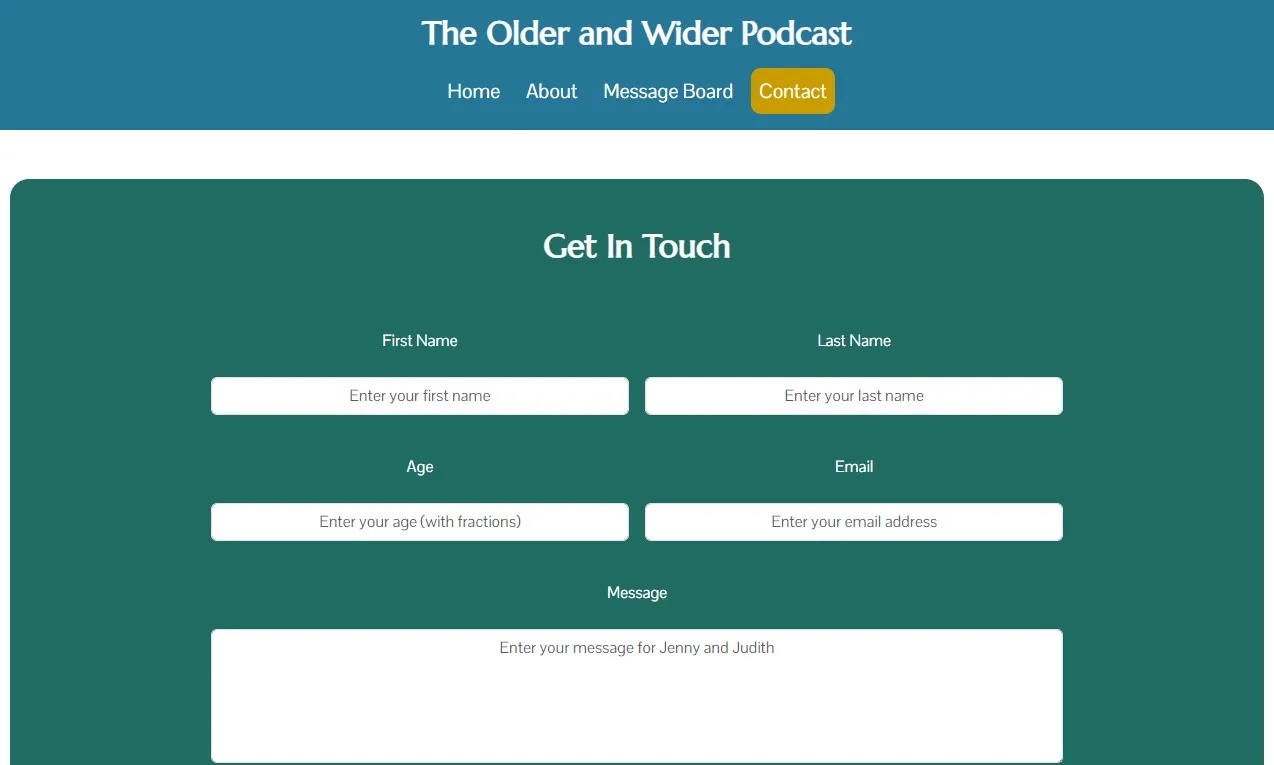 The Older and Wider Podcast
Home About Message Board Contact
Get In Touch
First Name Last Name
Enter your first name Enter your last name
Age Email
Enter your age (with fractions) Enter your email address
Message
Enter your message for Jenny and Judith